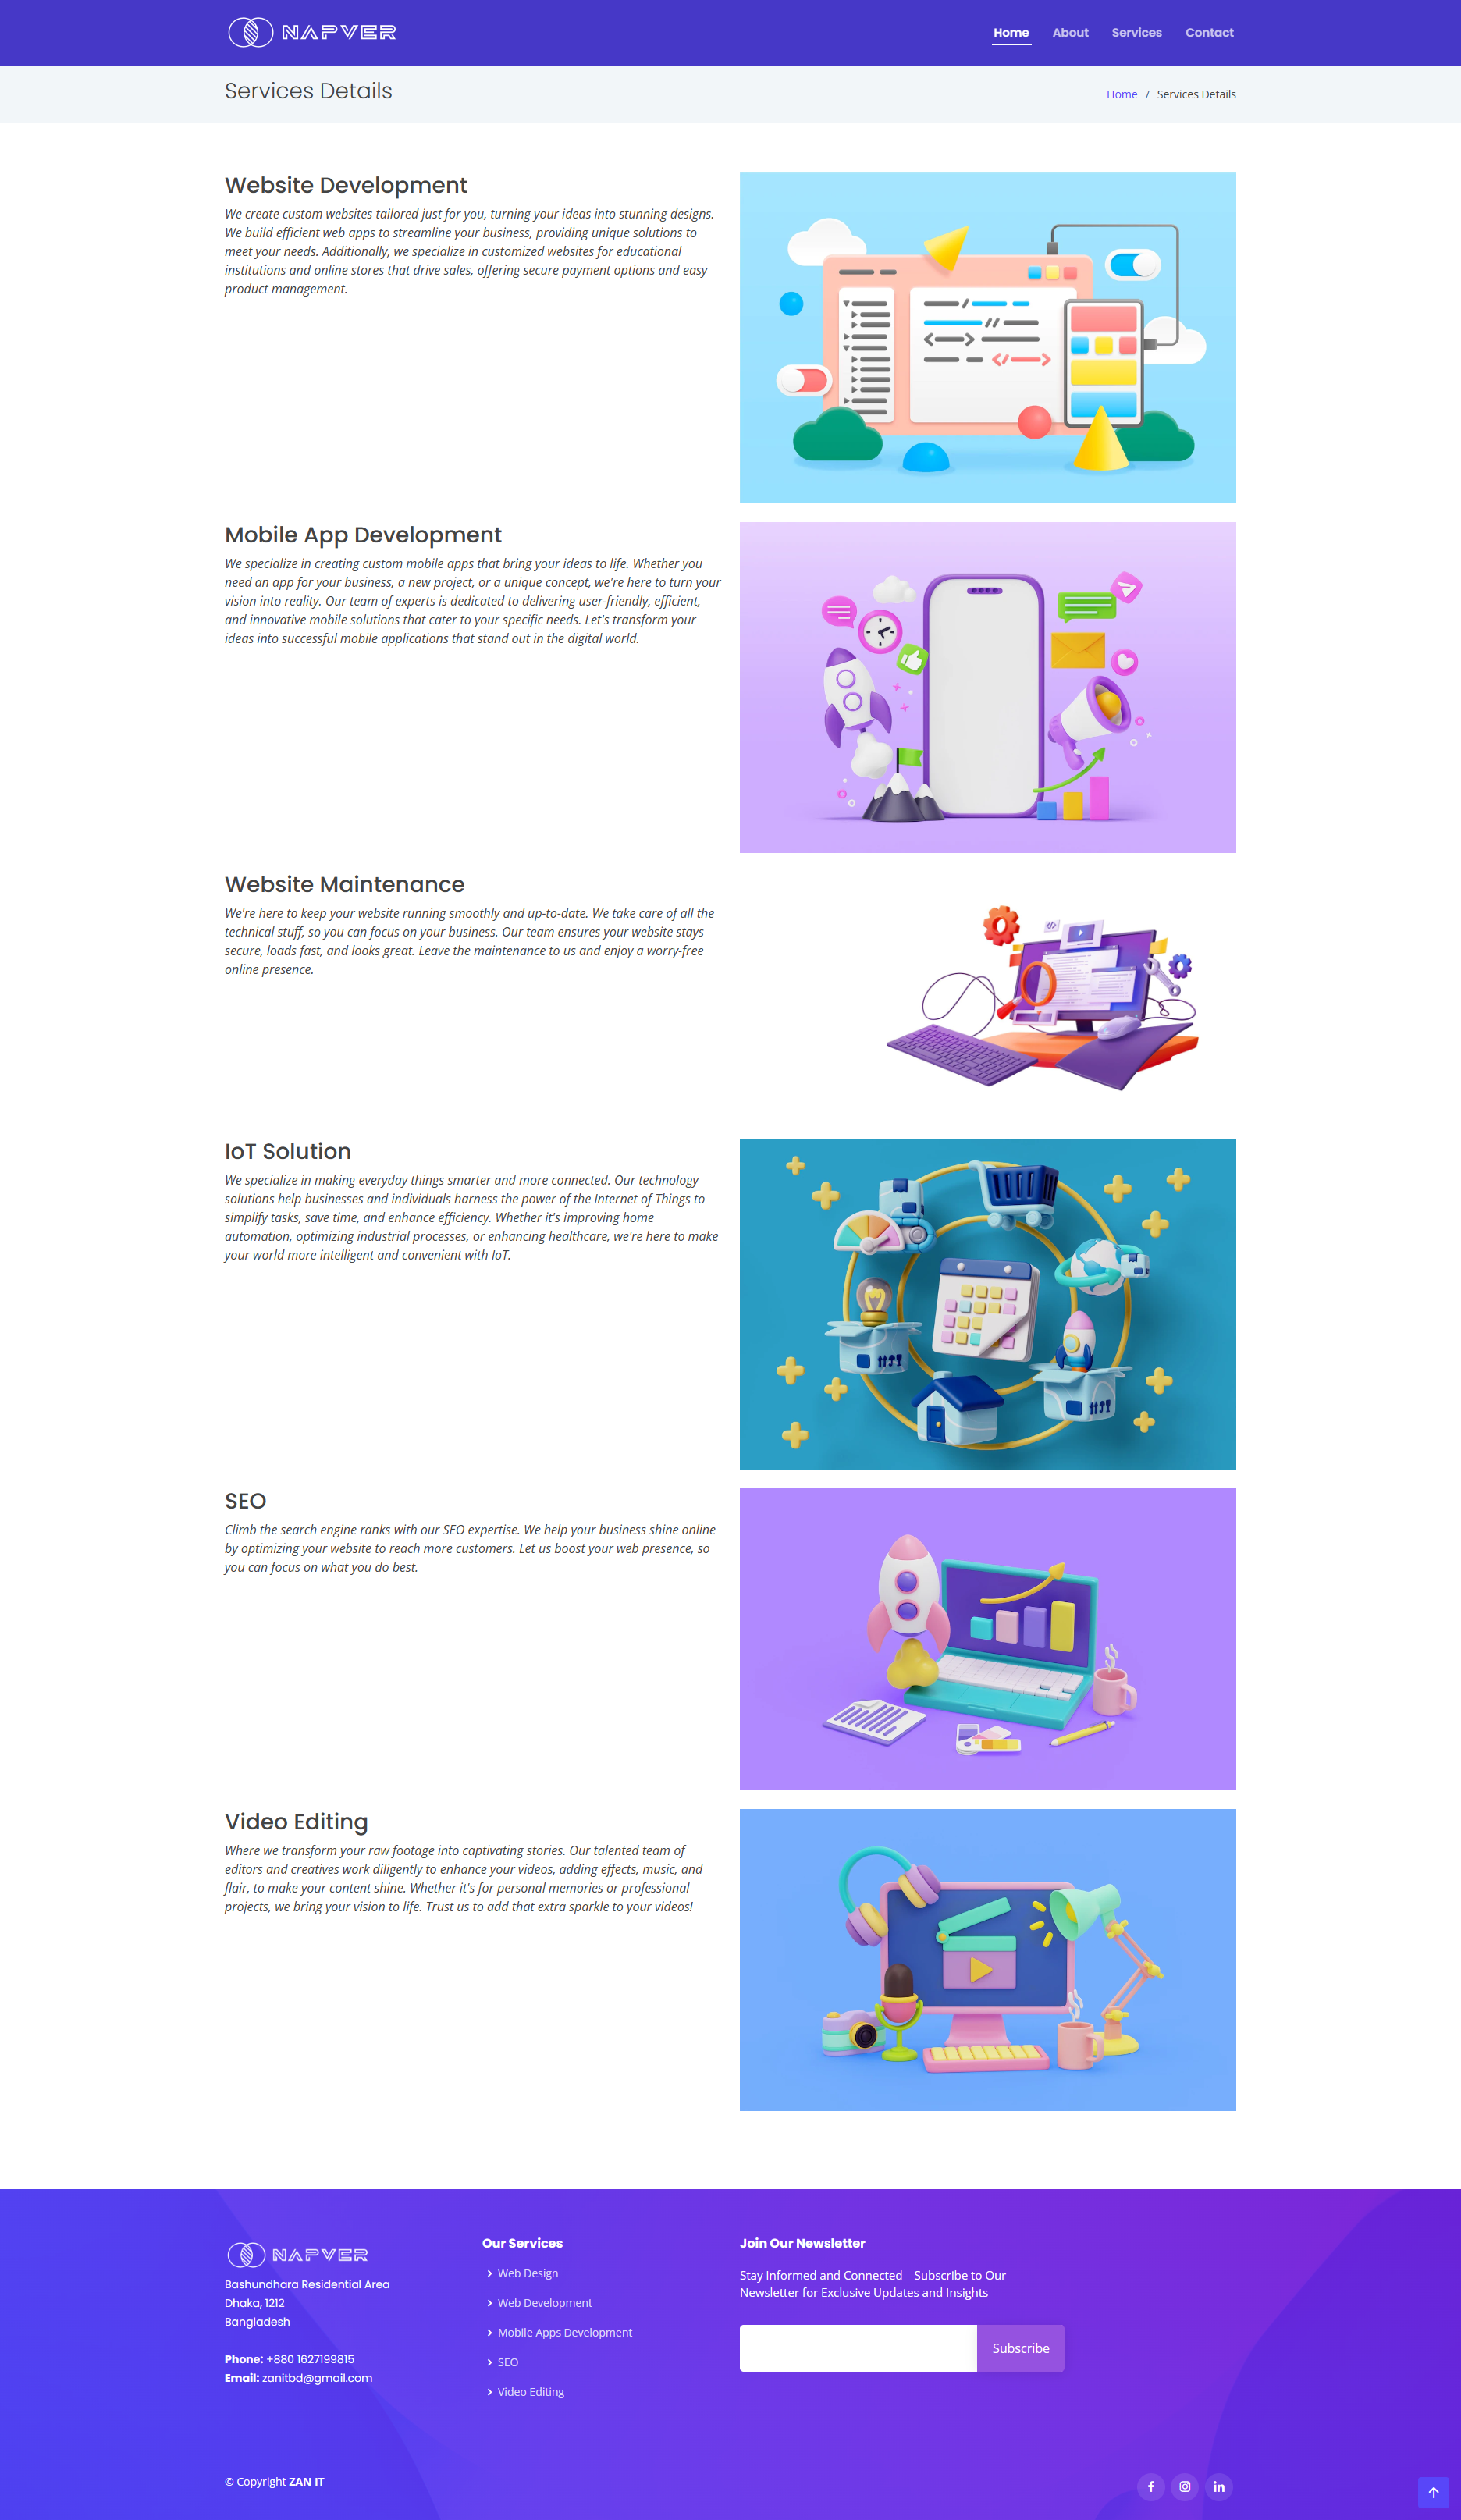 NAPVER
Home
About
Services
Contact
Services Details
Home / Services Details
Website Development
We create custom websites tailored just for you, turning your ideas into stunning designs.
We build efficient web apps to streamline your business, providing unique solutions to
meet your needs. Additionally, we specialize in customized websites for educational
institutions and online stores that drive sales, offering secure payment options and easy
product management.
Mobile App Development
We specialize in creating custom mobile apps that bring your ideas to life. Whether you
need an app for your business, a new project, or a unique concept, we're here to turn your
vision into reality. Our team of experts is dedicated to delivering user-friendly, efficient,
and innovative mobile solutions that cater to your specific needs. Let's transform your
ideas into successful mobile applications that stand out in the digital world.
Website Maintenance
We're here to keep your website running smoothly and up-to-date. We take care of all the
technical stuff, so you can focus on your business. Our team ensures your website stays
secure, loads fast, and looks great. Leave the maintenance to us and enjoy a worry-free
online presence.
IoT Solution
We specialize in making everyday things smarter and more connected. Our technology
solutions help businesses and individuals harness the power of the Internet of Things to
simplify tasks, save time, and enhance efficiency. Whether it's improving home
automation, optimizing industrial processes, or enhancing healthcare, we're here to make
your world more intelligent and convenient with IoT.
SEO
Climb the search engine ranks with our SEO expertise. We help your business shine online
by optimizing your website to reach more customers. Let us boost your web presence, so
you can focus on what you do best.
Video Editing
Where we transform your raw footage into captivating stories. Our talented team of
editors and creatives work diligently to enhance your videos, adding effects, music, and
flair, to make your content shine. Whether it's for personal memories or professional
projects, we bring your vision to life. Trust us to add that extra sparkle to your videos!
NAPVER
Bashundhara Residential Area
Dhaka, 1212
Bangladesh
Phone: +880 1627199815
Email: zanitbd@gmail.com
Our Services
Web Design
Web Development
Mobile Apps Development
SEO
Video Editing
Join Our Newsletter
Stay Informed and Connected – Subscribe to Our
Newsletter for Exclusive Updates and Insights
Subscribe
© Copyright ZAN IT